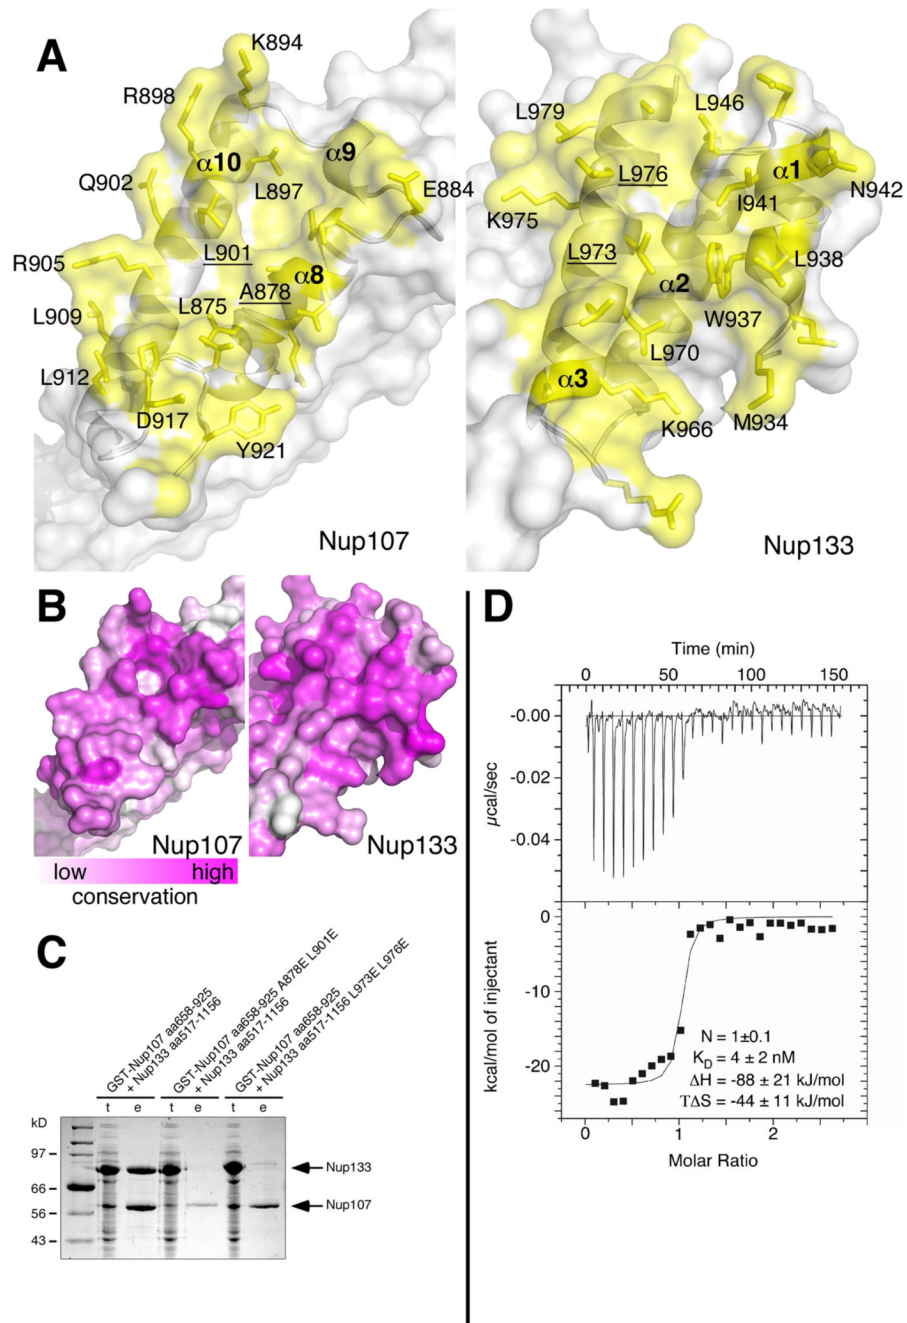 A
K894
R898
α10
α9
Q902
L897
E884
L901
R905
α8
L875
A878
L909
L912
D917
Y921
Nup107
L979
L946
α1
L976
I941
N942
K975
L973
L938
α2
W937
L970
α3
K966
M934
Nup133
B
Nup107
Nup133
low high
conservation
C
GST-Nup107 aa658-925
+ Nup133 aa517-1156
GST-Nup107 aa658-925 A878E L901E
+ Nup133 aa517-1156
GST-Nup107 aa658-925
+ Nup133 aa517-1156 L973E L976E
t e t e t e
kD
97
66
56
43
Nup133
Nup107
D
Time (min)
0 50 100 150
-0.00
-0.02
-0.04
µcal/sec
0
-10
-20
kcal/mol of injectant
N = 1±0.1
KD = 4 ± 2 nM
ΔH = -88 ± 21 kJ/mol
TΔS = -44 ± 11 kJ/mol
0 1 2
Molar Ratio